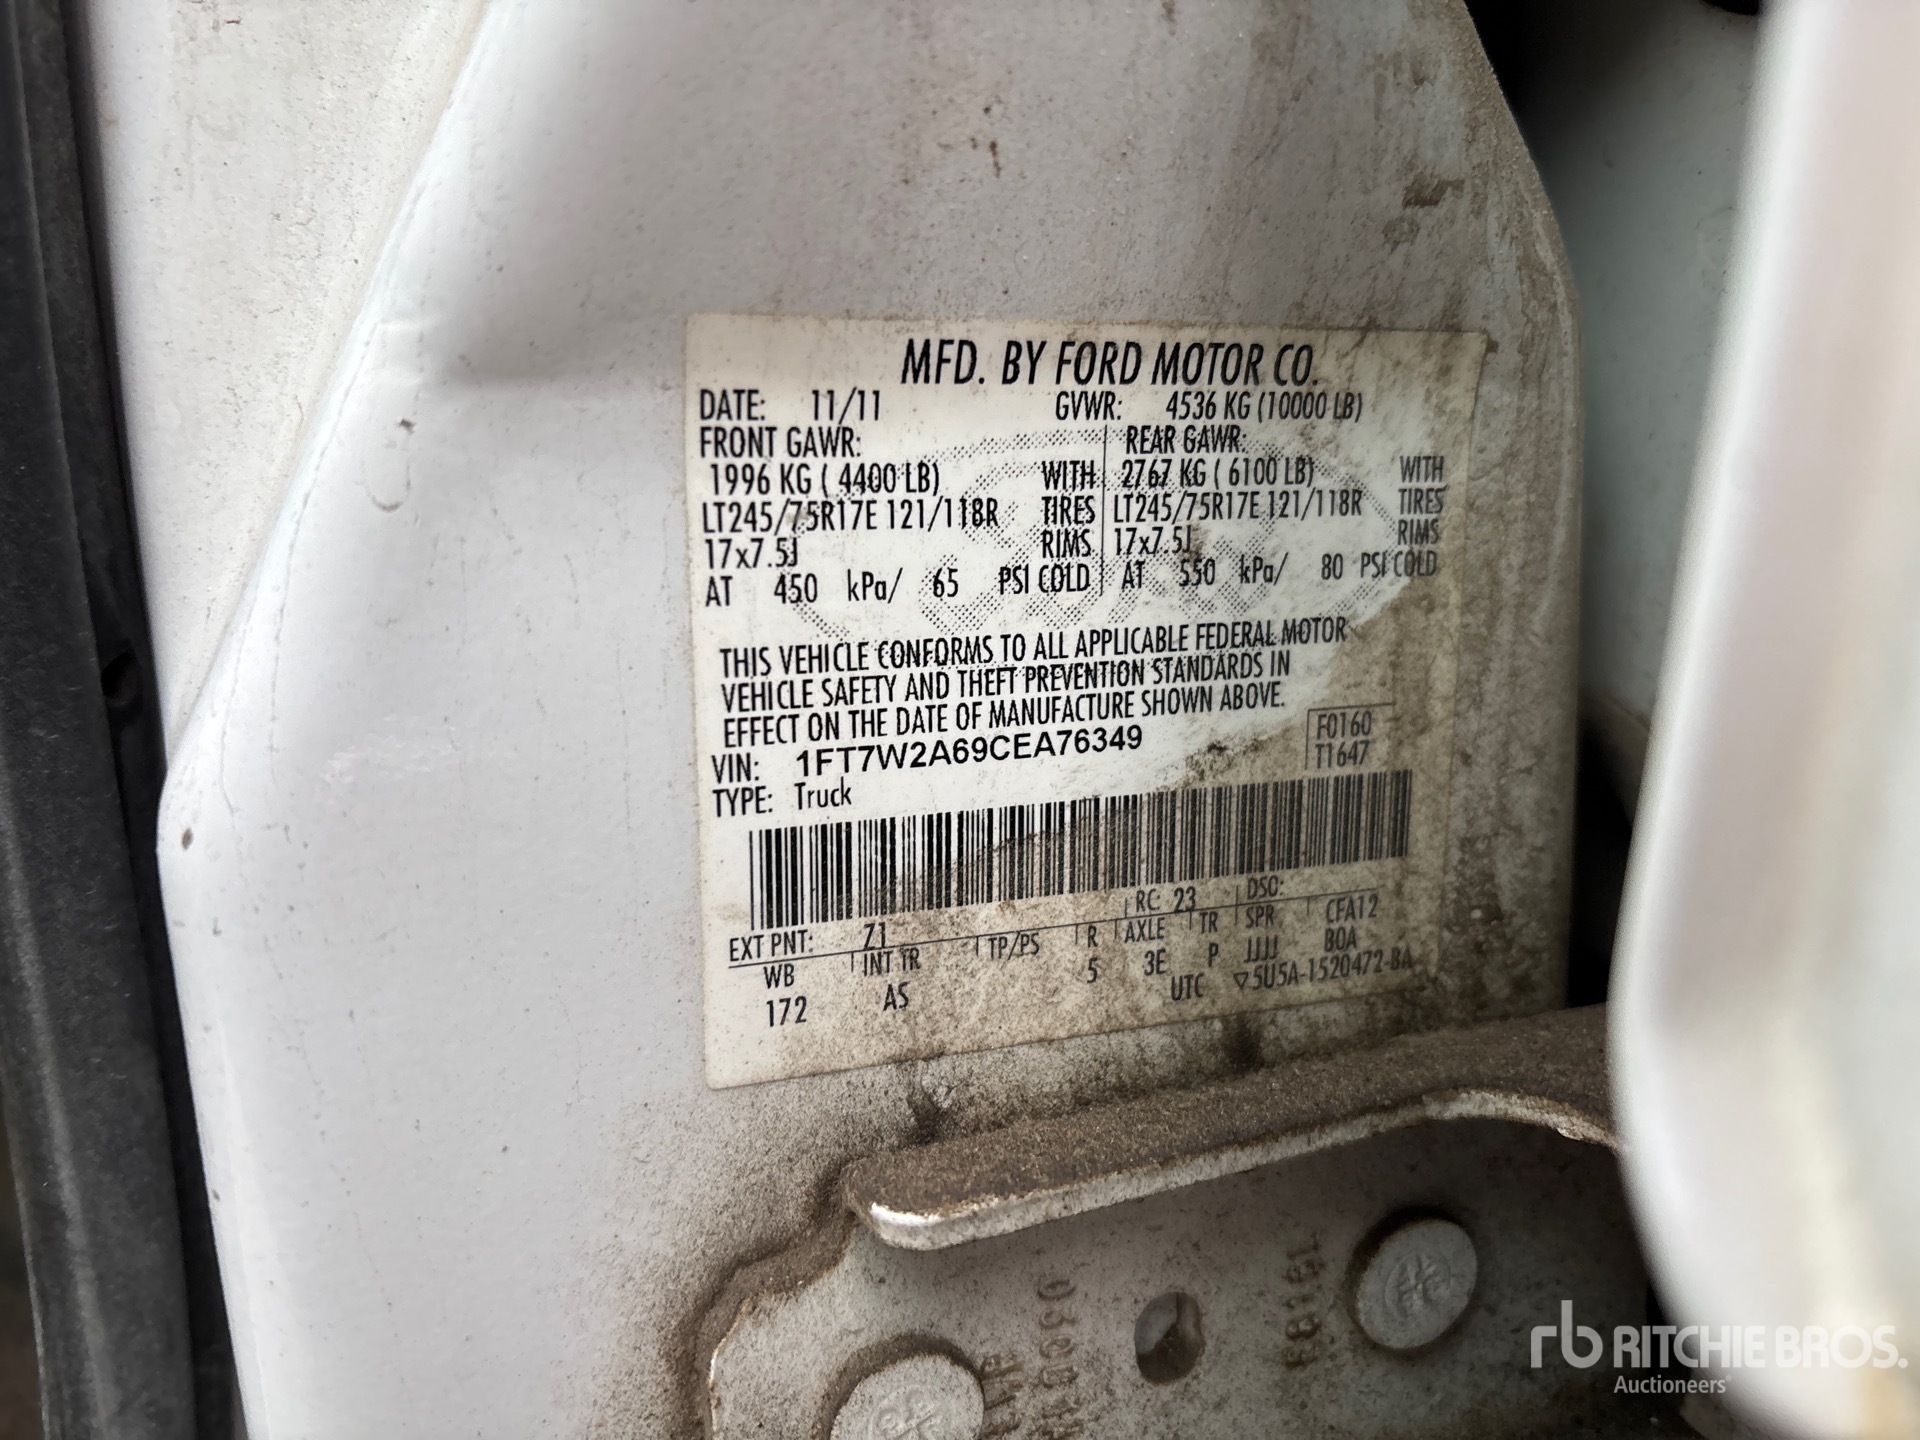 MFD. BY FORD MOTOR CO.
DATE: 11/11 GVWR: 4536 KG (10000 LB)
FRONT GAWR: REAR GAWR:
1996 KG ( 4400 LB) WITH 2767 KG ( 6100 LB) WITH
LT245/75R17E 121/118R TIRES LT245/75R17E 121/118R TIRES
17x7.5J RIMS 17x7.5J RIMS
AT 450 kPa/ 65 PSI COLD AT 550 kPa/ 80 PSI COLD
THIS VEHICLE CONFORMS TO ALL APPLICABLE FEDERAL MOTOR
VEHICLE SAFETY AND THEFT PREVENTION STANDARDS IN
EFFECT ON THE DATE OF MANUFACTURE SHOWN ABOVE.
VIN: 1FT7W2A69CEA76349 F0160
TYPE: Truck T1647
EXT PNT: Z1 RC: 23 DSO:
WB INT TR TP/PS R AXLE TR SPR CFA12
172 AS 5 3E P JJJJ BOA
UTC ▽5U5A-1520472-BA
rb RITCHIE BROS.
Auctioneers